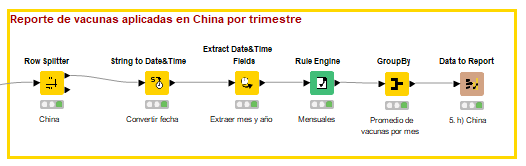 Reporte de vacunas aplicadas en China por trimestre
Row Splitter
String to Date&Time
Extract Date&Time
Fields
Rule Engine
GroupBy
Data to Report
China
Convertir fecha
Extraer mes y año
Mensuales
Promedio de
vacunas por mes
5. h) China